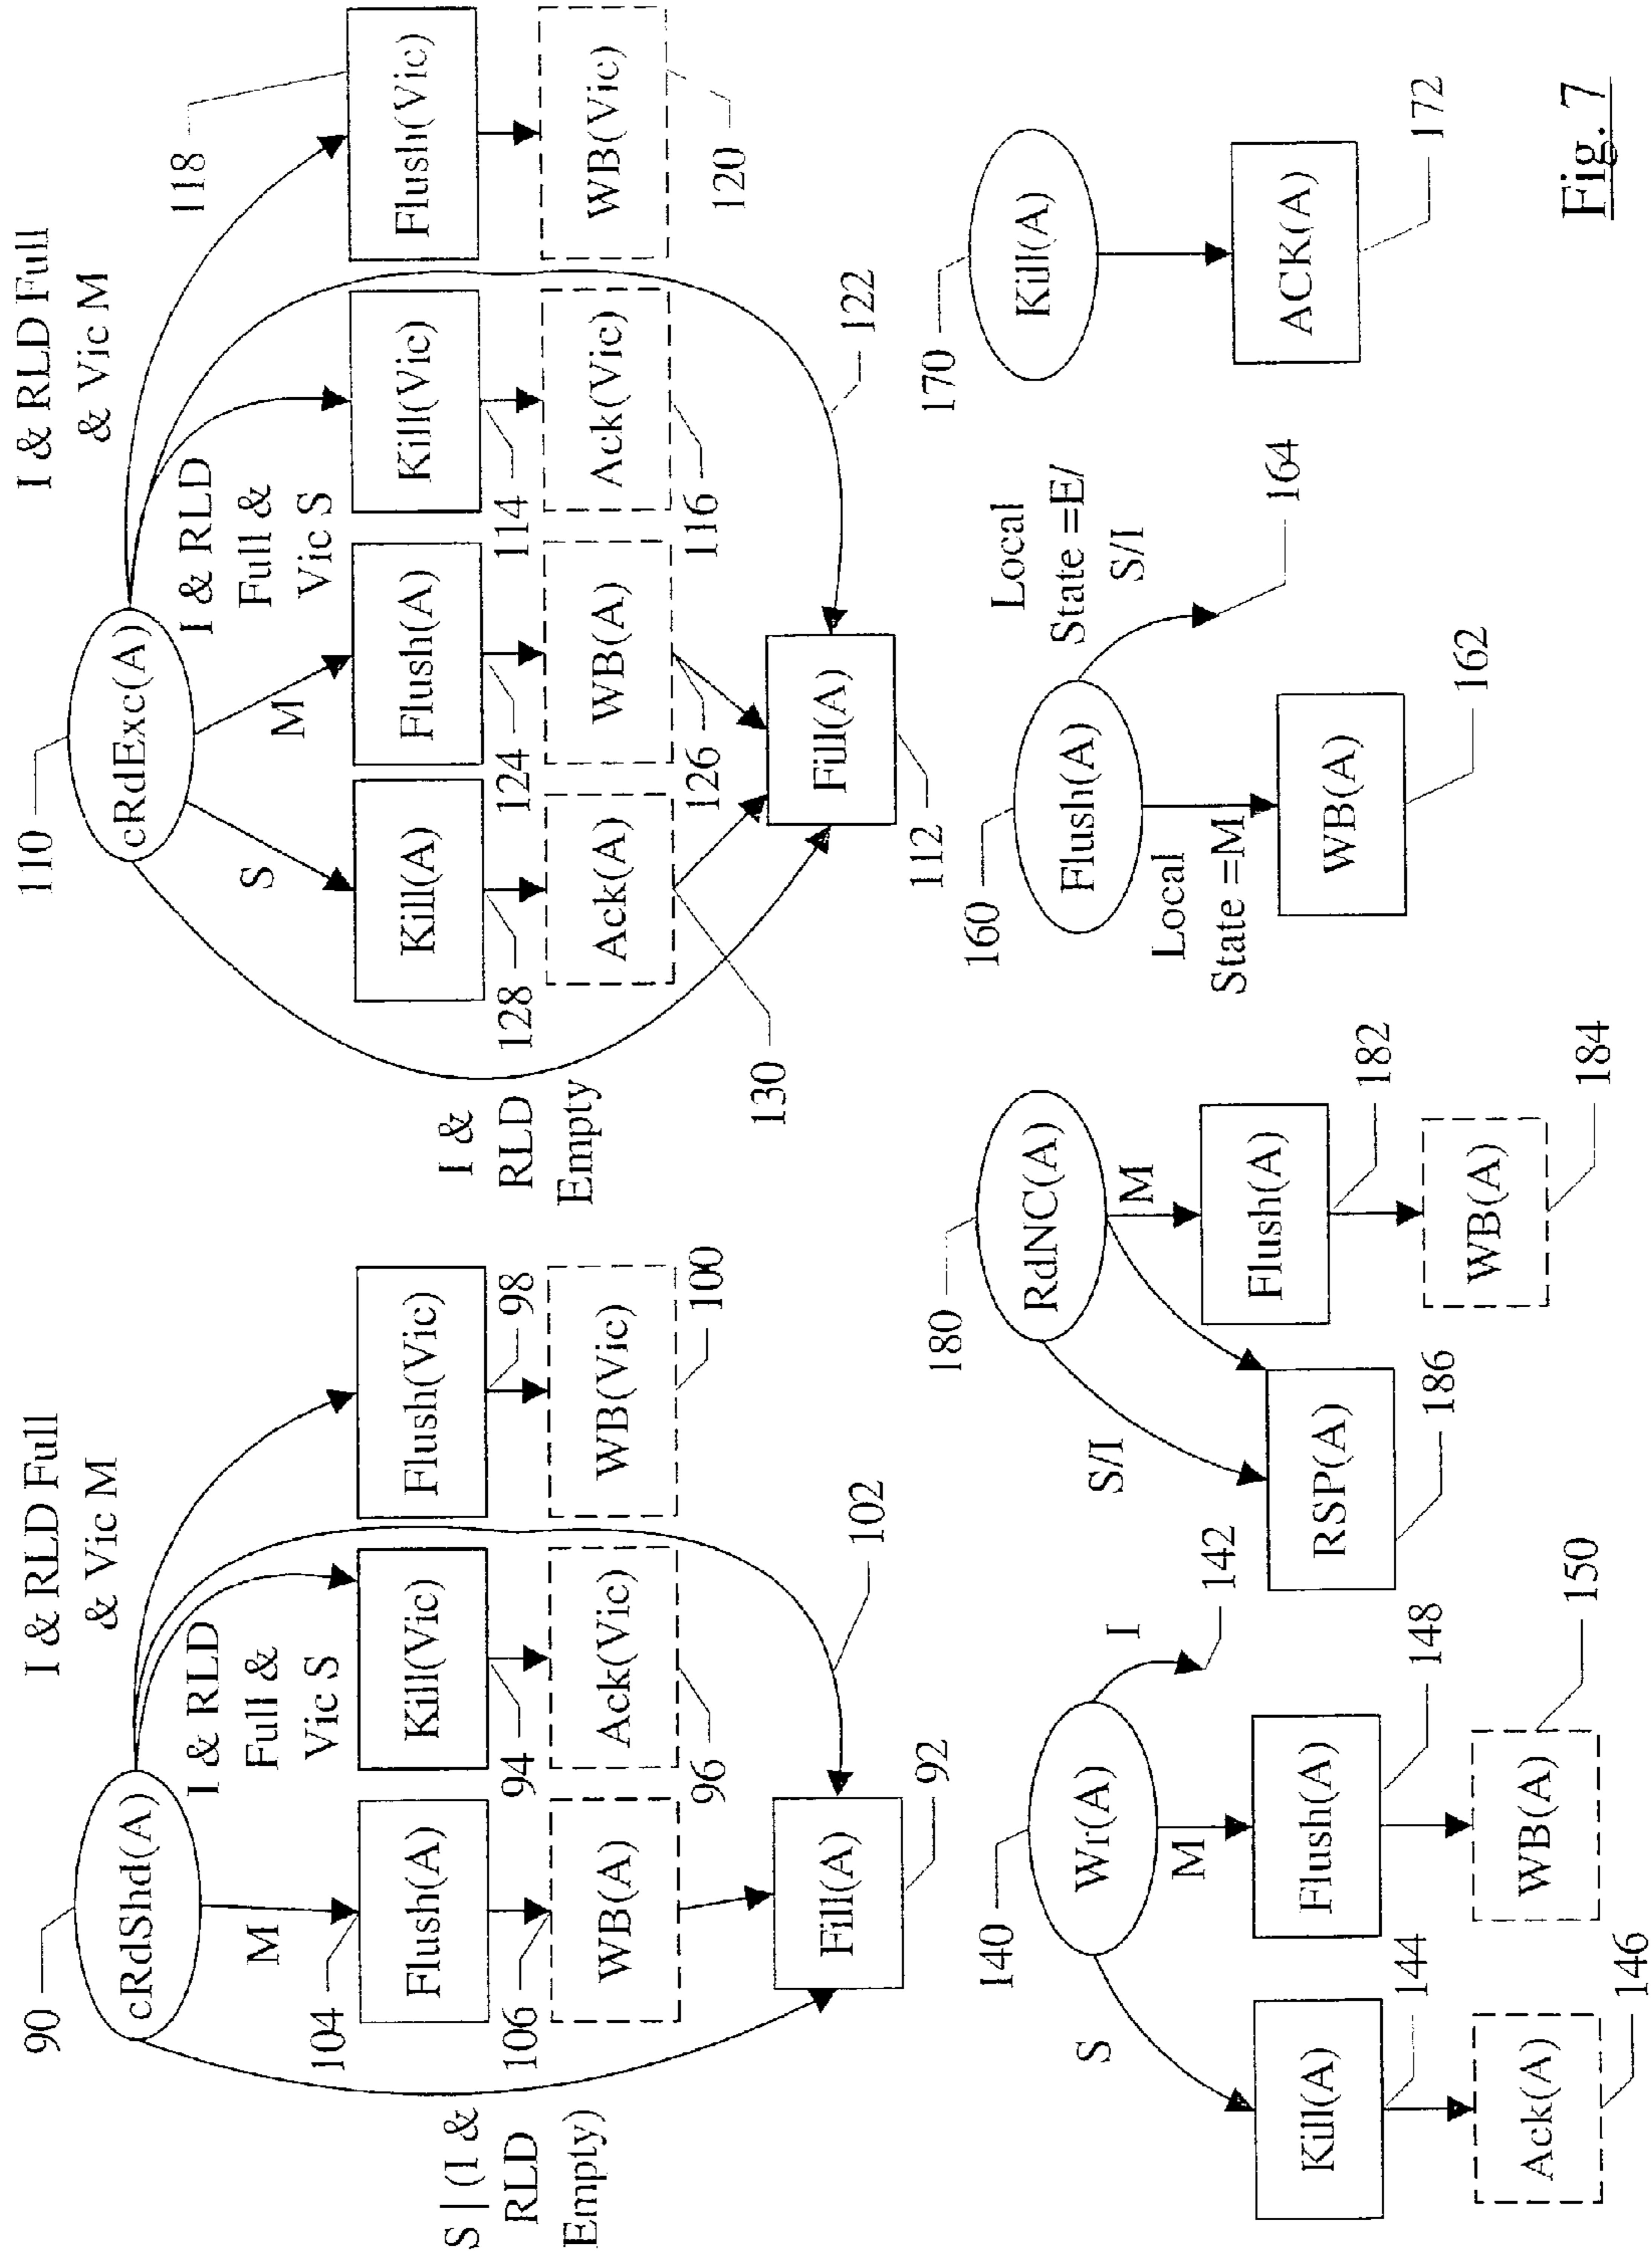 90
cRdShd(A)
I & RLD Full
& Vic M
M
I & RLD
Full &
Vic S
104
Flush(A)
Kill(Vic)
Flush(Vic)
106
94
98
S | (I &
RLD
Empty)
WB(A)
Ack(Vic)
WB(Vic)
96
100
Fill(A)
102
92
110
cRdExc(A)
I & RLD Full
& Vic M
S
M
I & RLD
Full &
Vic S
118
Kill(A)
Flush(A)
Kill(Vic)
Flush(Vic)
128
124
114
I &
RLD
Empty
Ack(A)
WB(A)
Ack(Vic)
WB(Vic)
130
126
116
120
Fill(A)
122
112
140
Wr(A)
S
M
I
142
Kill(A)
Flush(A)
144
148
Ack(A)
WB(A)
146
150
180
RdNC(A)
S/I
M
RSP(A)
Flush(A)
186
182
WB(A)
184
160
Flush(A)
Local
State =M
Local
State =E/
S/I
164
WB(A)
162
170
Kill(A)
ACK(A)
172
Fig. 7